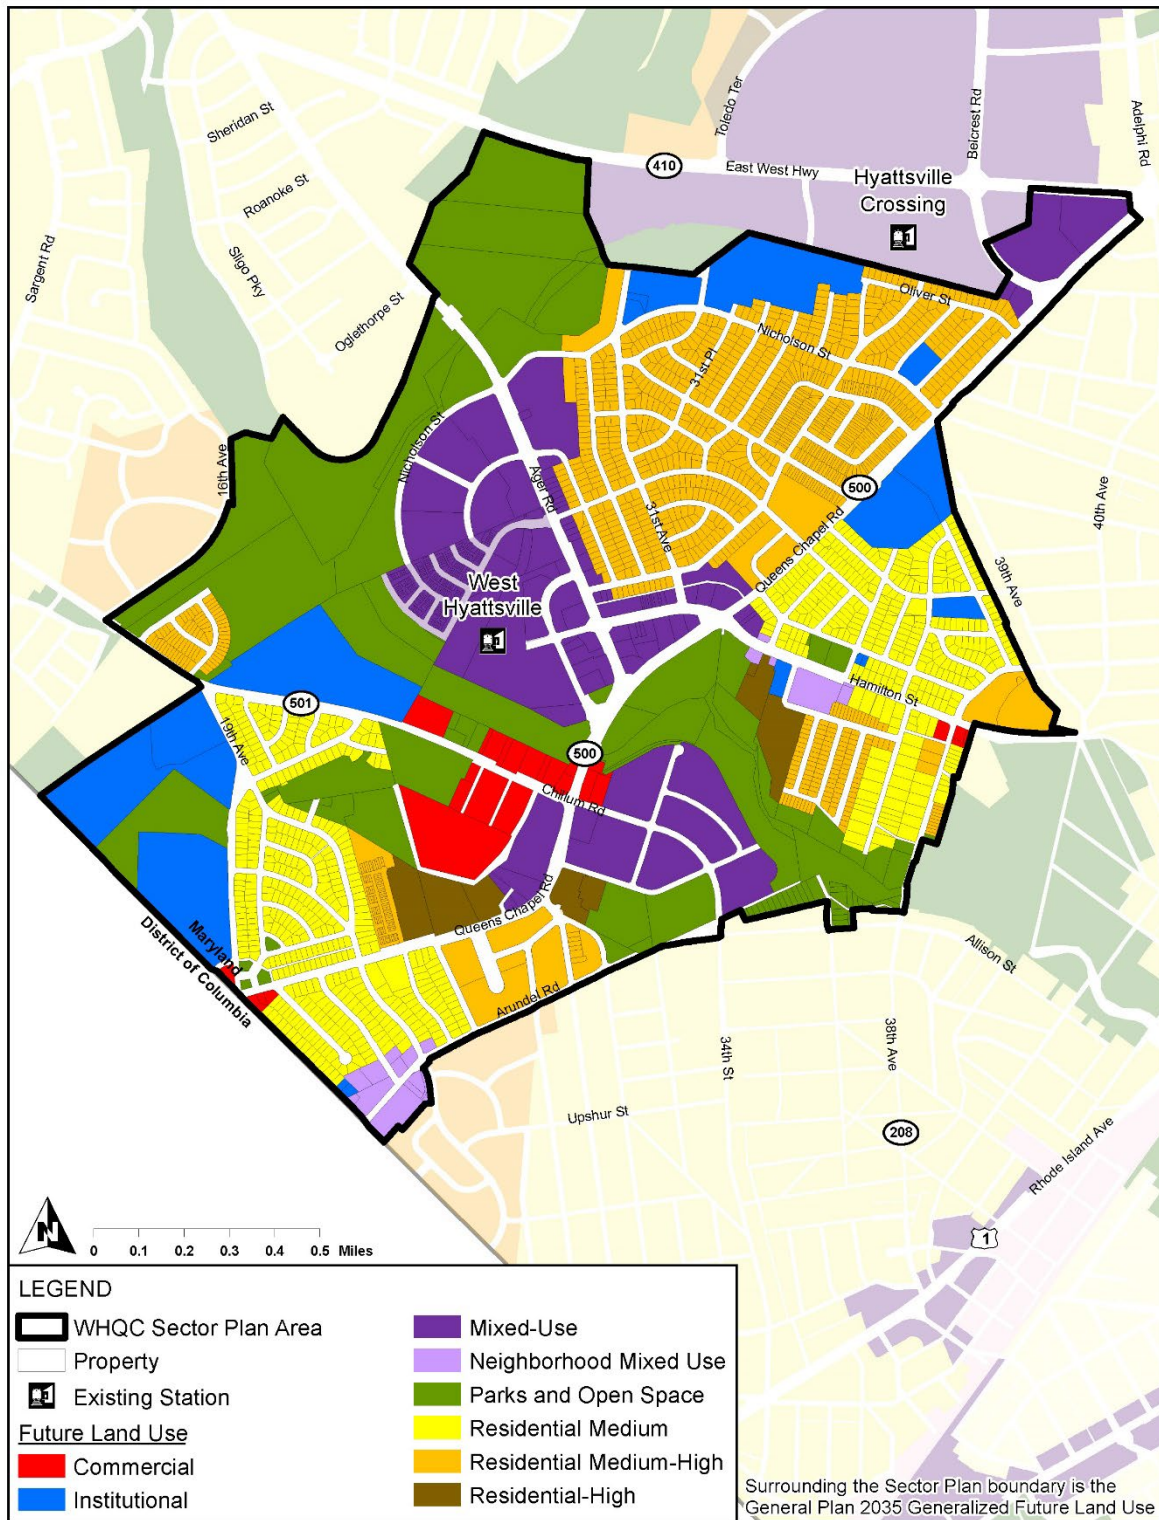 Sheridan St
Roanoke St
Sligo Pky
Sargent Rd
Oglethorpe St
Toledo Ter
Belcrest Rd
Adelphi Rd
410
East West Hwy
Hyattsville
Crossing
Oliver St
Nicholson St
31st Pl
Nicholson St
16th Ave
Ager Rd
31st Ave
500
Queens Chapel Rd
40th Ave
39th Ave
West
Hyattsville
Hamilton St
501
19th Ave
500
Chillum Rd
Queens Chapel Rd
Maryland
District of Columbia
Arundel Rd
Allison St
34th St
38th Ave
Upshur St
208
Rhode Island Ave
1
N
0 0.1 0.2 0.3 0.4 0.5 Miles
LEGEND
WHQC Sector Plan Area
Property
Existing Station
Future Land Use
Commercial
Institutional
Mixed-Use
Neighborhood Mixed Use
Parks and Open Space
Residential Medium
Residential Medium-High
Residential-High
Surrounding the Sector Plan boundary is the
General Plan 2035 Generalized Future Land Use